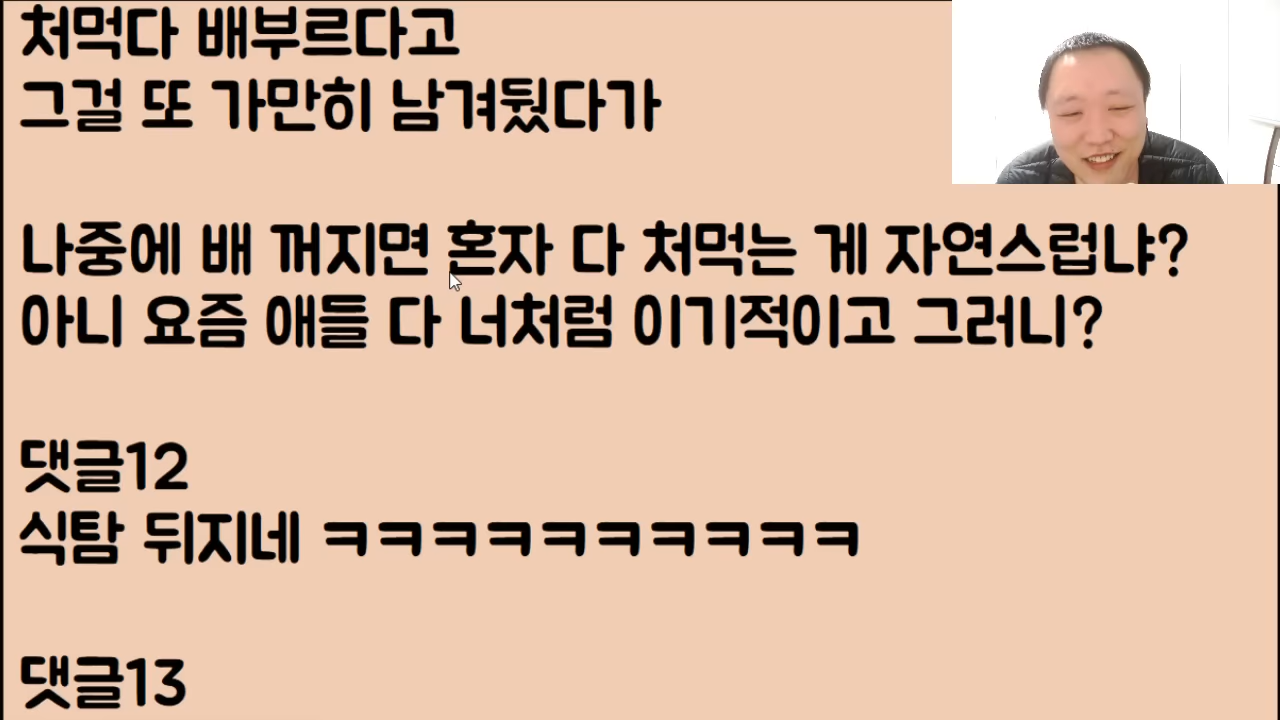 처먹다 배부르다고
그걸 또 가만히 남겨뒀다가
나중에 배 꺼지면 혼자 다 처먹는 게 자연스럽냐?
아니 요즘 애들 다 너처럼 이기적이고 그러니?
댓글12
식탐 뒤지네 ㅋㅋㅋㅋㅋㅋㅋㅋㅋㅋ
댓글13